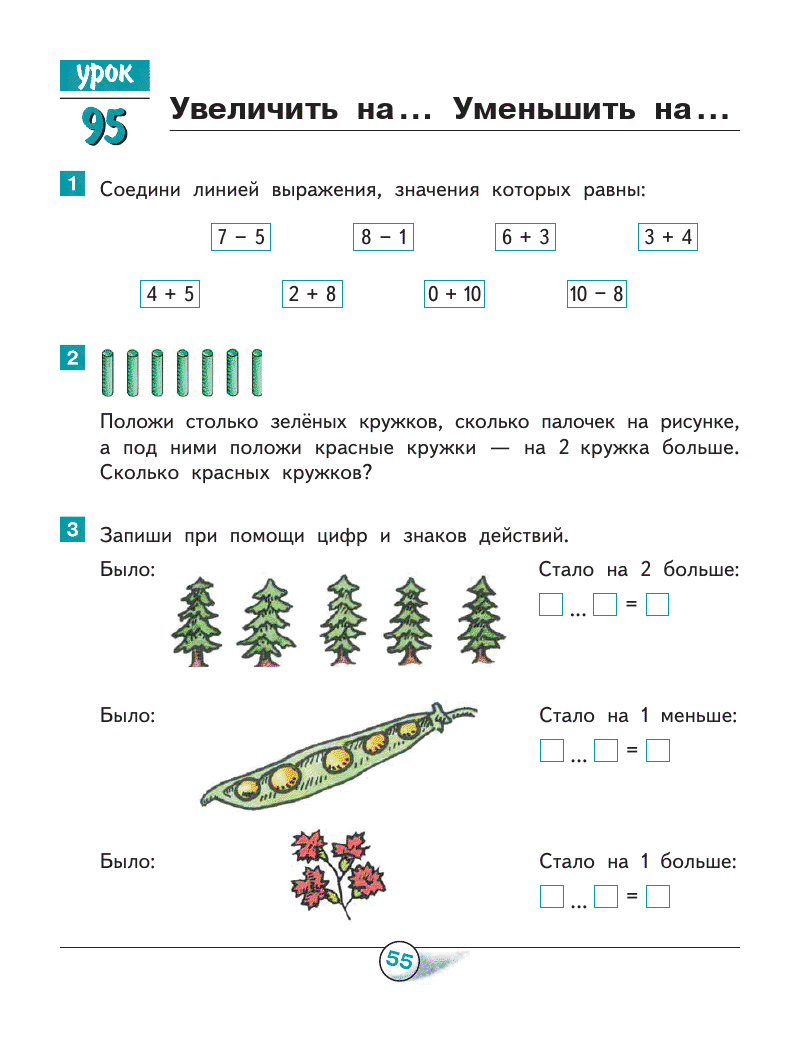 урок
95
Увеличить на... Уменьшить на...
1 Соедини линией выражения, значения которых равны:
7 – 5 8 – 1 6 + 3 3 + 4
4 + 5 2 + 8 0 + 10 10 – 8
2
Положи столько зелёных кружков, сколько палочек на рисунке,
а под ними положи красные кружки — на 2 кружка больше.
Сколько красных кружков?
3 Запиши при помощи цифр и знаков действий.
Было: Стало на 2 больше:
□ ... □ = □
Было: Стало на 1 меньше:
□ ... □ = □
Было: Стало на 1 больше:
□ ... □ = □
55